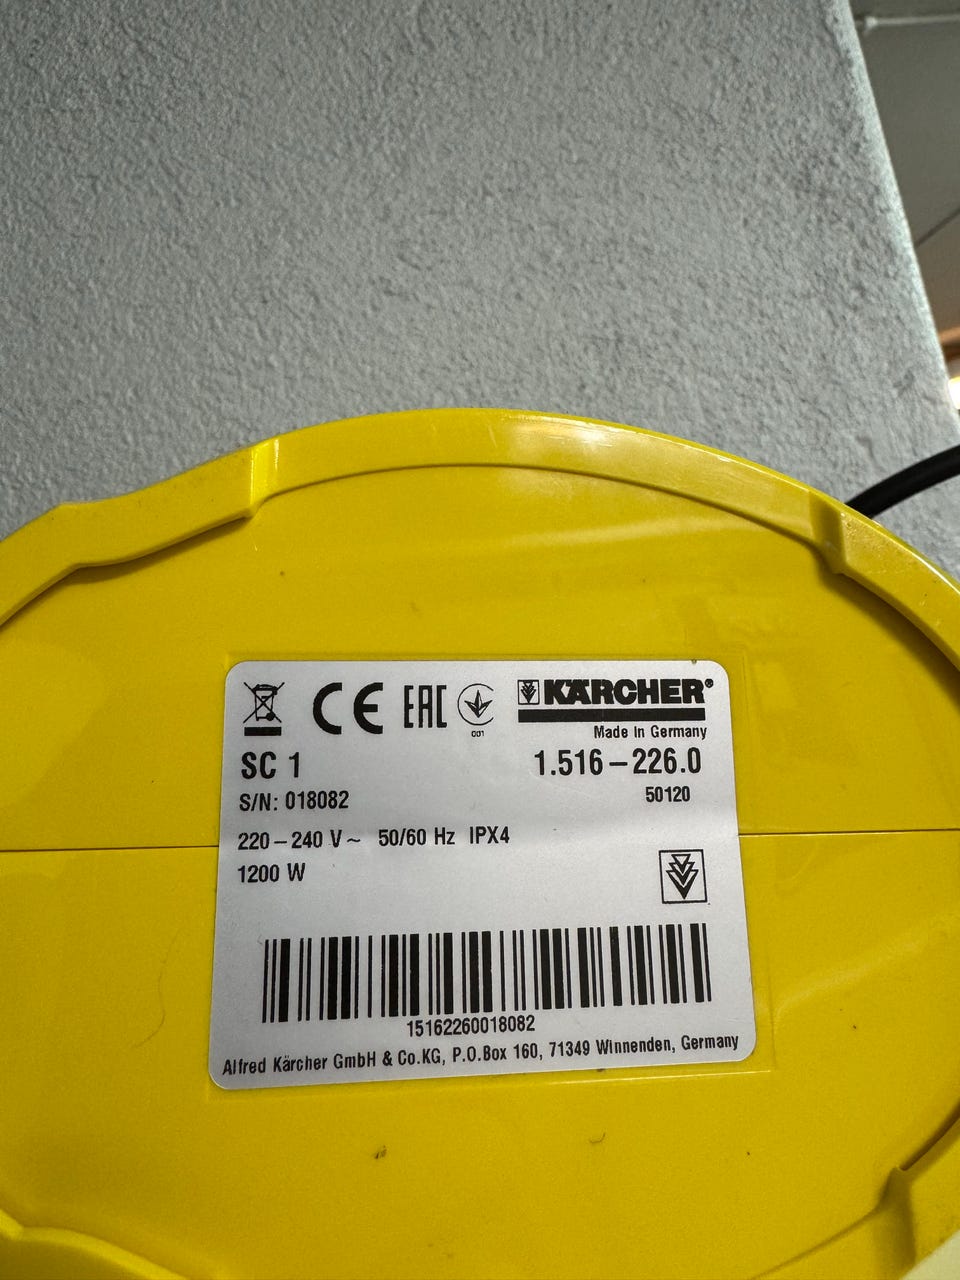 CE EAC KÄRCHER®
001
Made in Germany
SC 1 1.516-226.0
S/N: 018082 50120
220-240 V~ 50/60 Hz IPX4
1200 W
15162260018082
Alfred Kärcher GmbH & Co.KG, P.O.Box 160, 71349 Winnenden, Germany